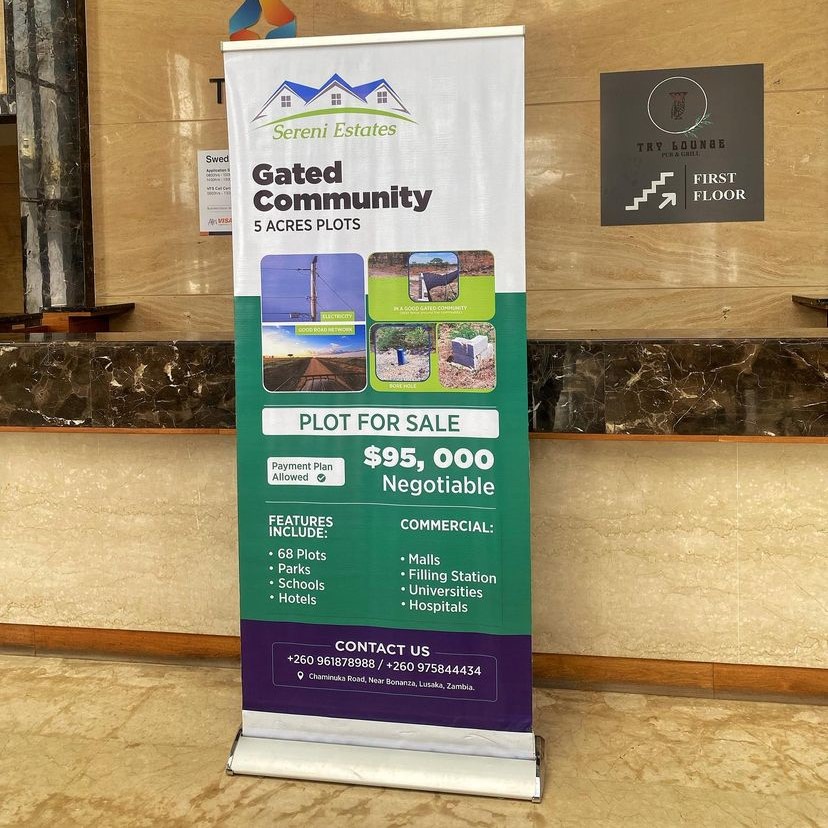 Sereni Estates
Gated
Community
5 ACRES PLOTS
ELECTRICITY
GOOD ROAD NETWORK
IN A GOOD GATED COMMUNITY
BORE HOLE
PLOT FOR SALE
$95, 000
Negotiable
Payment Plan
Allowed
FEATURES
INCLUDE:
• 68 Plots
• Parks
• Schools
• Hotels
COMMERCIAL:
• Malls
• Filling Station
• Universities
• Hospitals
CONTACT US
+260 961878988 / +260 975844434
Chaminuka Road, Near Bonanza, Lusaka, Zambia.
T
Swed
VISA
TRY LOUNGE
PUB & GRILL
FIRST
FLOOR